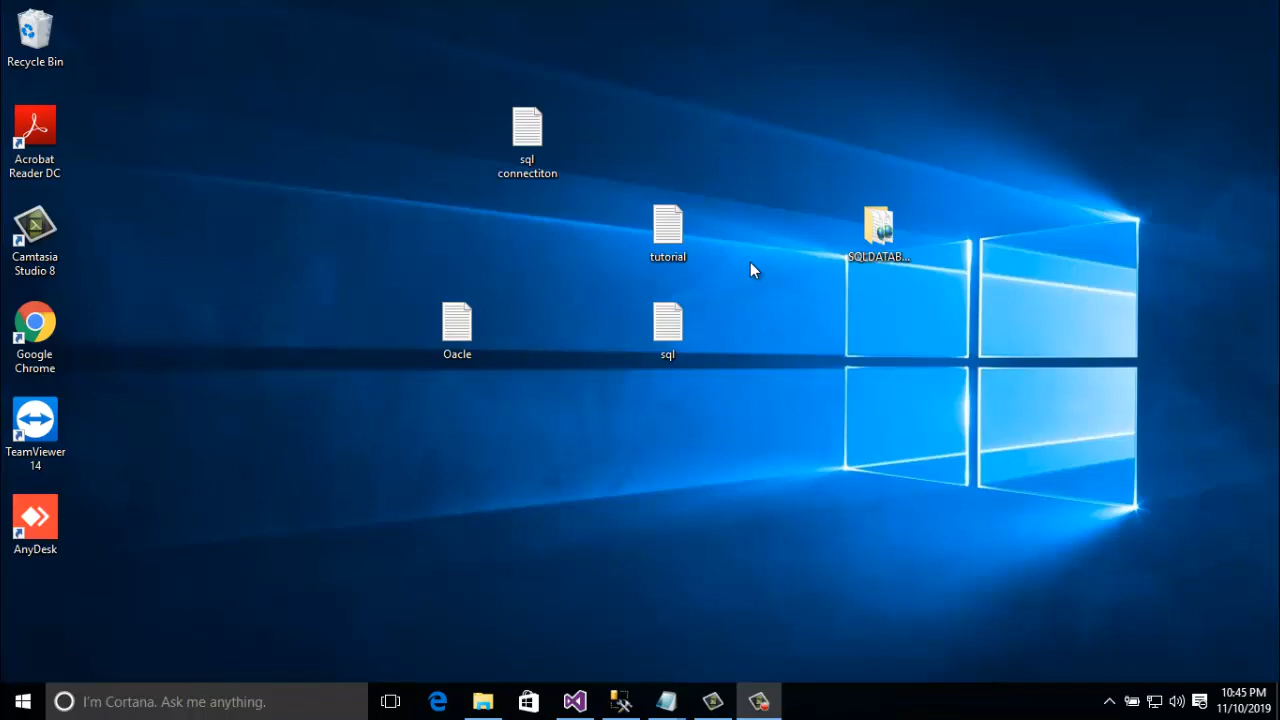 Recycle Bin
Acrobat
Reader DC
Camtasia
Studio 8
Google
Chrome
TeamViewer
14
AnyDesk
sql
connectiton
tutorial
SQLDATAB...
Oacle
sql
I'm Cortana. Ask me anything.
10:45 PM
11/10/2019